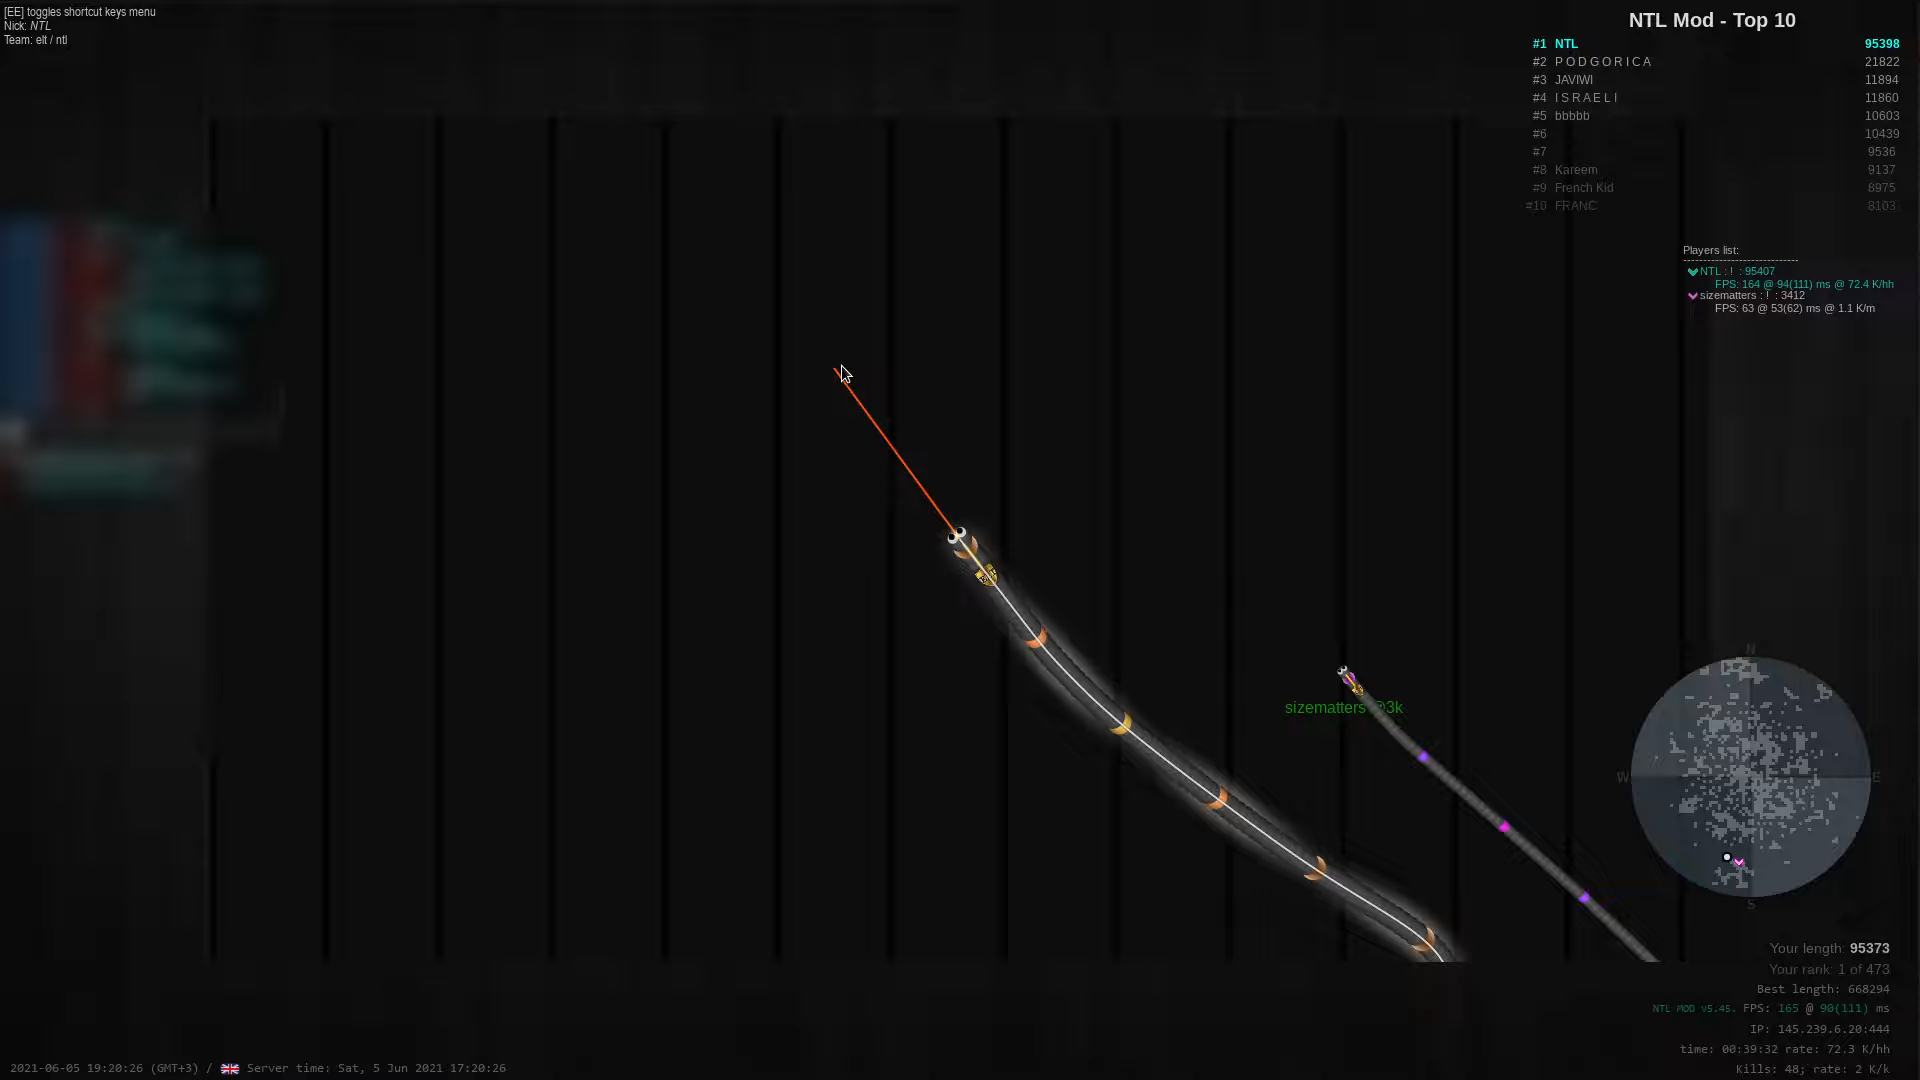 [EE] toggles shortcut keys menu
Nick: NTL
Team: elt / ntl
NTL Mod - Top 10
#1 NTL 95398
#2 P O D G O R I C A 21822
#3 JAVIWI 11894
#4 I S R A E L I 11860
#5 bbbbb 10603
#6 10439
#7 9536
#8 Kareem 9137
#9 French Kid 8975
#10 FRANC 8103
Players list:
NTL : ! : 95407
FPS: 164 @ 94(111) ms @ 72.4 K/hh
sizematters : ! : 3412
FPS: 63 @ 53(62) ms @ 1.1 K/m
sizematters @3k
N
W E
S
Your length: 95373
Your rank: 1 of 473
Best length: 668294
NTL MOD v5.45. FPS: 165 @ 90(111) ms
IP: 145.239.6.20:444
time: 00:39:32 rate: 72.3 K/hh
Kills: 48; rate: 2 K/k
2021-06-05 19:20:26 (GMT+3) / Server time: Sat, 5 Jun 2021 17:20:26